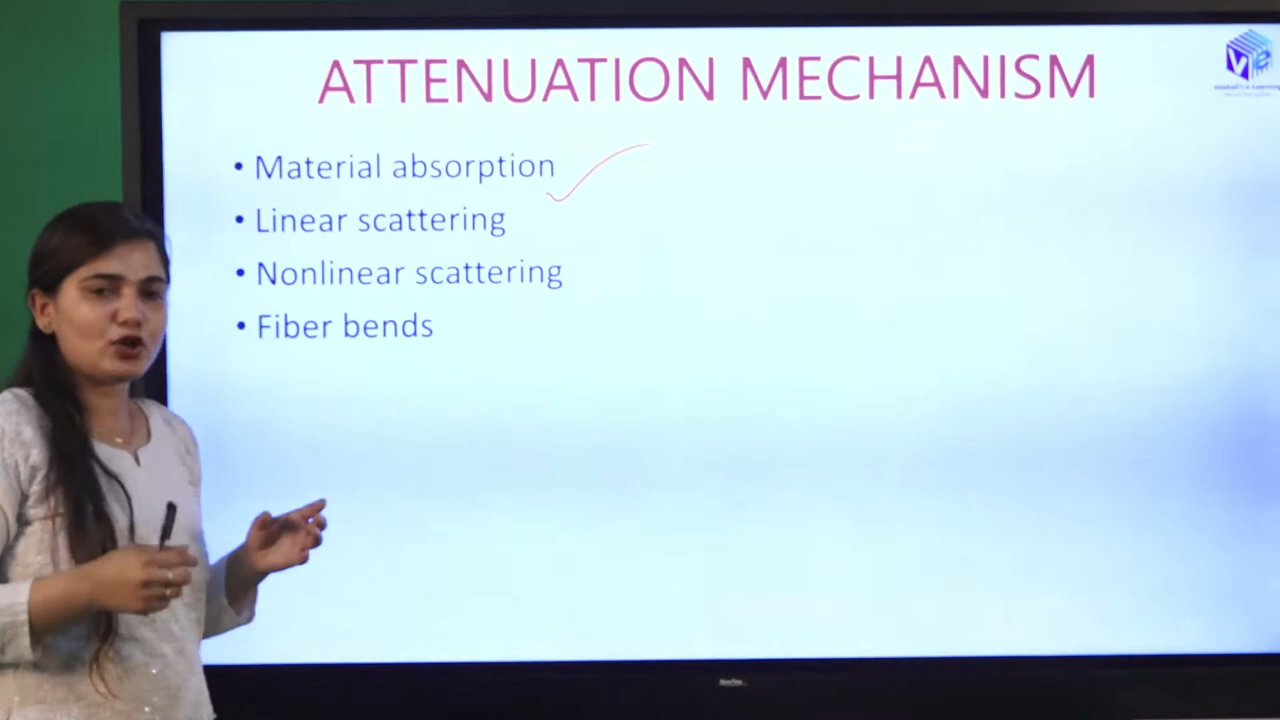 ATTENUATION MECHANISM
• Material absorption
• Linear scattering
• Nonlinear scattering
• Fiber bends